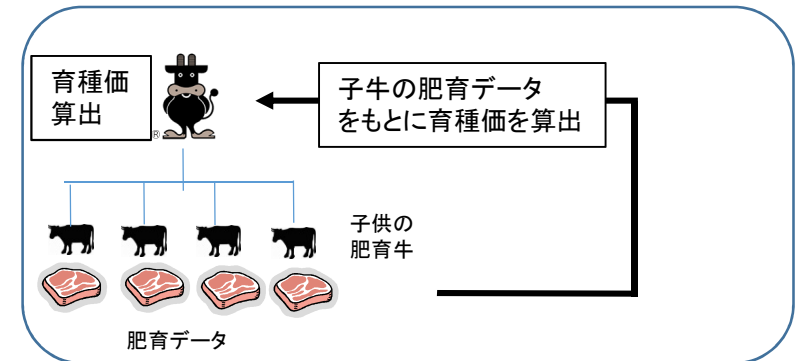 育種価
算出
®
子牛の肥育データ
をもとに育種価を算出
子供の
肥育牛
肥育データ